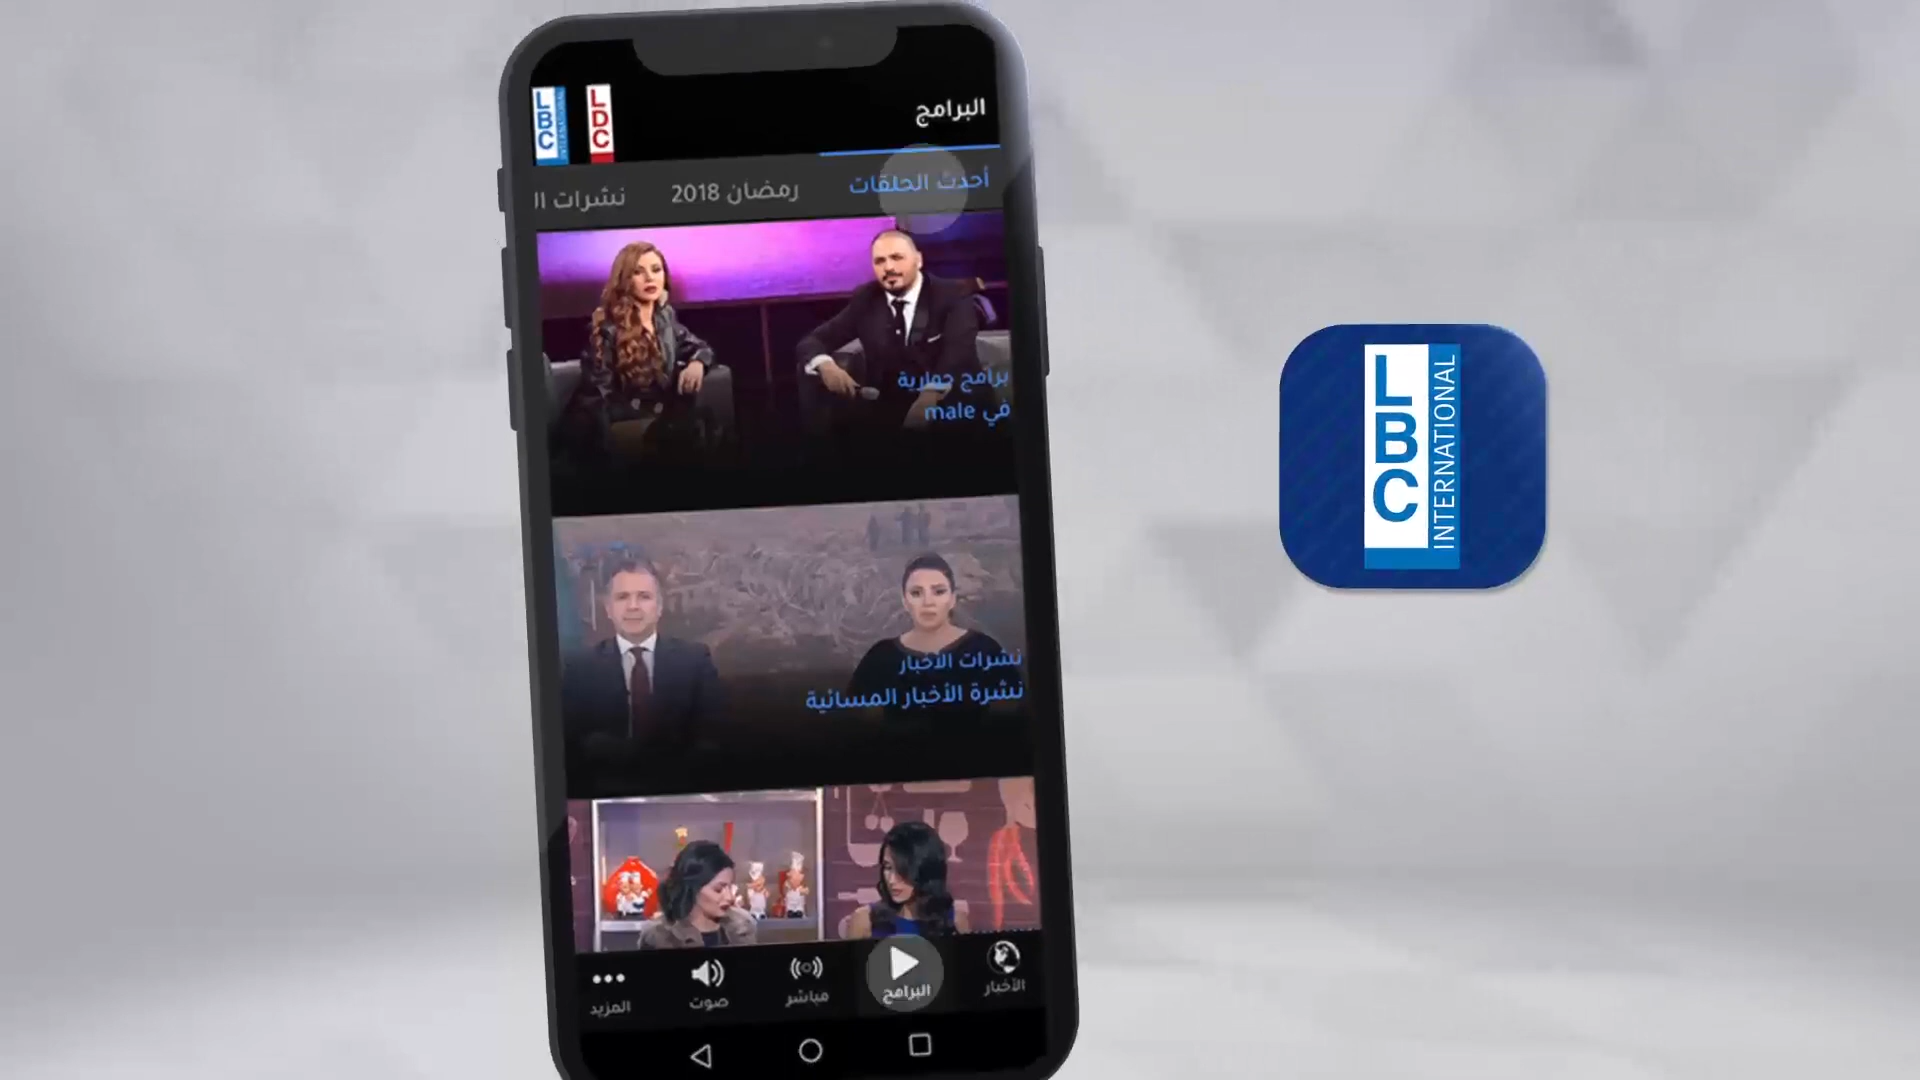 LBC INTERNATIONAL
LDC
البرامج
أحدث الحلقات
رمضان 2018
نشرات ال
برامج حوارية
في male
نشرات الأخبار
نشرة الأخبار المسائية
الأخبار
البرامج
مباشر
صوت
المزيد
LBC
INTERNATIONAL